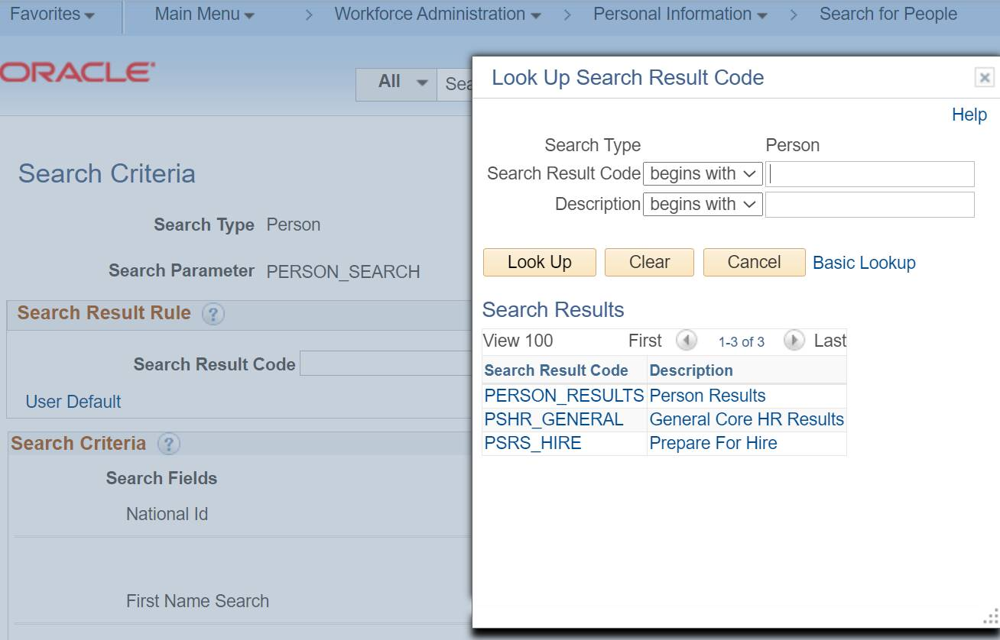 Favorites Main Menu > Workforce Administration > Personal Information > Search for People
ORACLE
All
Search Criteria
Search Type Person
Search Parameter PERSON_SEARCH
Search Result Rule ?
Search Result Code
User Default
Search Criteria ?
Search Fields
National Id
First Name Search
Look Up Search Result Code
Help
Search Type Person
Search Result Code begins with
Description begins with
Look Up Clear Cancel Basic Lookup
Search Results
View 100 First 1-3 of 3 Last
Search Result Code Description
PERSON_RESULTS Person Results
PSHR_GENERAL General Core HR Results
PSRS_HIRE Prepare For Hire